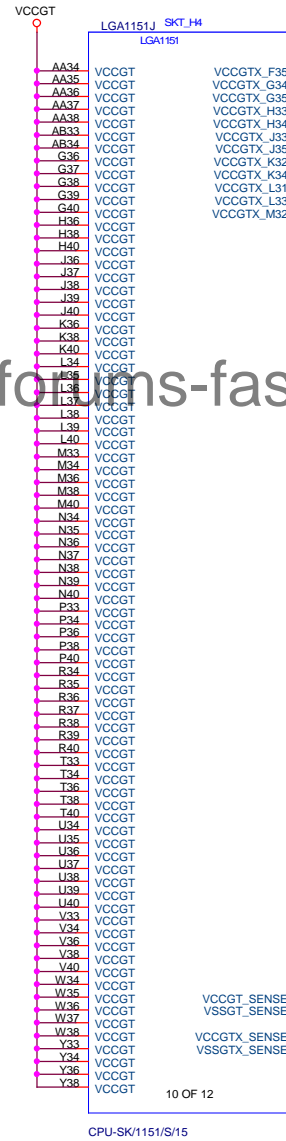 VCCGT
LGA1151J SKT_H4
LGA1151
AA34 VCCGT VCCGTX_F35
AA35 VCCGT VCCGTX_G34
AA36 VCCGT VCCGTX_G35
AA37 VCCGT VCCGTX_H33
AA38 VCCGT VCCGTX_H34
AB33 VCCGT VCCGTX_J33
AB34 VCCGT VCCGTX_J35
G36 VCCGT VCCGTX_K32
G37 VCCGT VCCGTX_K34
G38 VCCGT VCCGTX_L31
G39 VCCGT VCCGTX_L33
G40 VCCGT VCCGTX_M32
H36 VCCGT
H38 VCCGT
H40 VCCGT
J36 VCCGT
J37 VCCGT
J38 VCCGT
J39 VCCGT
J40 VCCGT
K36 VCCGT
K38 VCCGT
K40 VCCGT
L34 VCCGT
L35 VCCGT
forums-fas
L36 VCCGT
L37 VCCGT
L38 VCCGT
L39 VCCGT
L40 VCCGT
M33 VCCGT
M34 VCCGT
M36 VCCGT
M38 VCCGT
M40 VCCGT
N34 VCCGT
N35 VCCGT
N36 VCCGT
N37 VCCGT
N38 VCCGT
N39 VCCGT
N40 VCCGT
P33 VCCGT
P34 VCCGT
P36 VCCGT
P38 VCCGT
P40 VCCGT
R34 VCCGT
R35 VCCGT
R36 VCCGT
R37 VCCGT
R38 VCCGT
R39 VCCGT
R40 VCCGT
T33 VCCGT
T34 VCCGT
T36 VCCGT
T38 VCCGT
T40 VCCGT
U34 VCCGT
U35 VCCGT
U36 VCCGT
U37 VCCGT
U38 VCCGT
U39 VCCGT
U40 VCCGT
V33 VCCGT
V34 VCCGT
V36 VCCGT
V38 VCCGT
V40 VCCGT
W34 VCCGT
W35 VCCGT VCCGT_SENSE
W36 VCCGT VSSGT_SENSE
W37 VCCGT
W38 VCCGT VCCGTX_SENSE
Y33 VCCGT VSSGTX_SENSE
Y34 VCCGT
Y36 VCCGT
Y38 VCCGT 10 OF 12
CPU-SK/1151/S/15